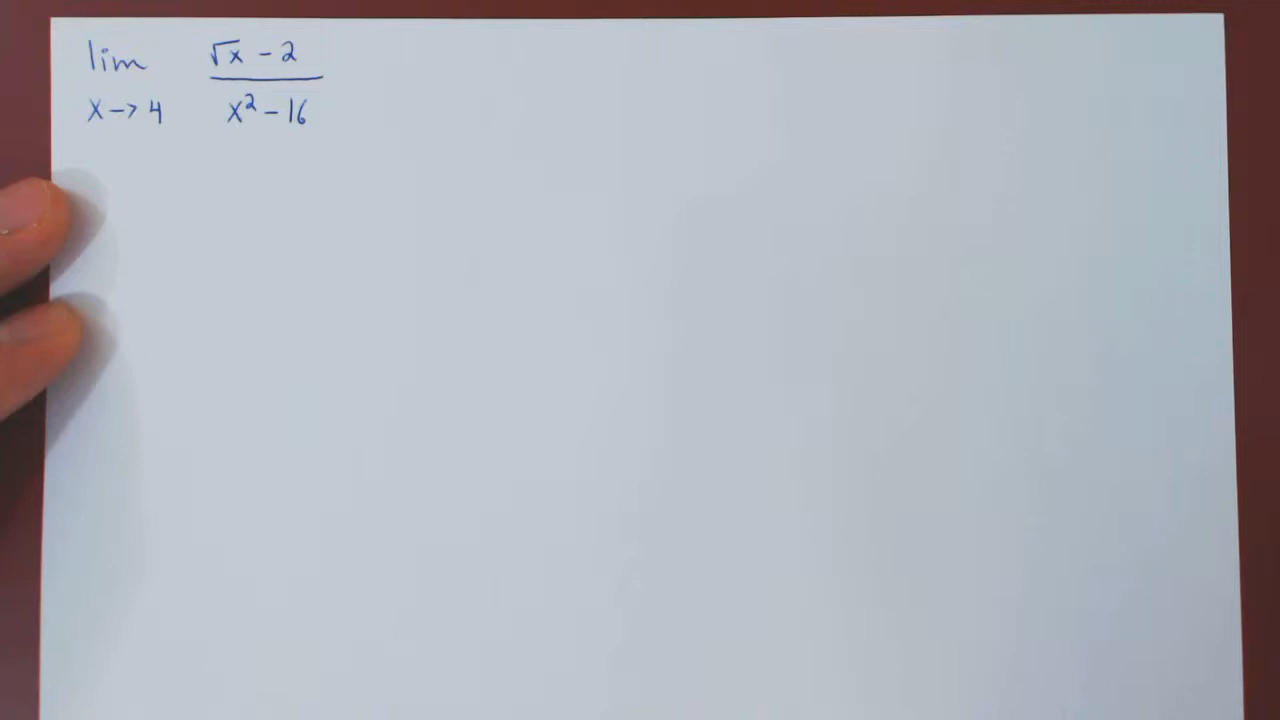 lim √x - 2
x → 4 x² - 16